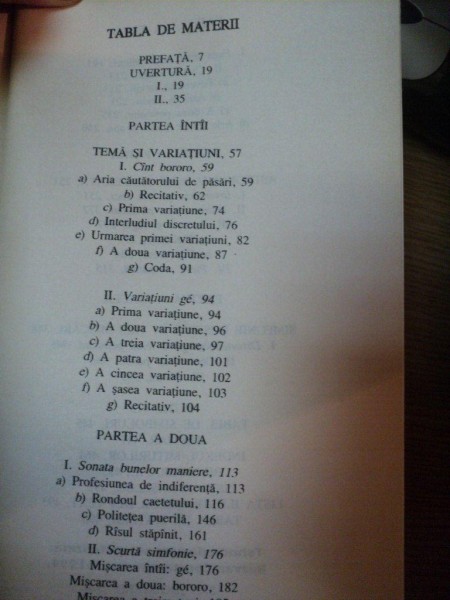 TABLA DE MATERII
PREFAȚĂ, 7
UVERTURĂ, 19
I., 19
II., 35
PARTEA ÎNTÎI
TEMĂ ȘI VARIAȚIUNI, 57
I. Cînt bororo, 59
a) Aria căutătorului de păsări, 59
b) Recitativ, 62
c) Prima variațiune, 74
d) Interludiul discretului, 76
e) Urmarea primei variațiuni, 82
f) A doua variațiune, 87
g) Coda, 91
II. Variațiuni gé, 94
a) Prima variațiune, 94
b) A doua variațiune, 96
c) A treia variațiune, 97
d) A patra variațiune, 101
e) A cincea variațiune, 102
f) A șasea variațiune, 103
g) Recitativ, 104
PARTEA A DOUA
I. Sonata bunelor maniere, 113
a) Profesiunea de indiferență, 113
b) Rondoul caetetului, 116
c) Politețea puerilă, 146
d) Rîsul stăpînit, 161
II. Scurtă simfonie, 176
Mișcarea întîi: gé, 176
Mișcarea a doua: bororo, 182
Mișcarea a treia: